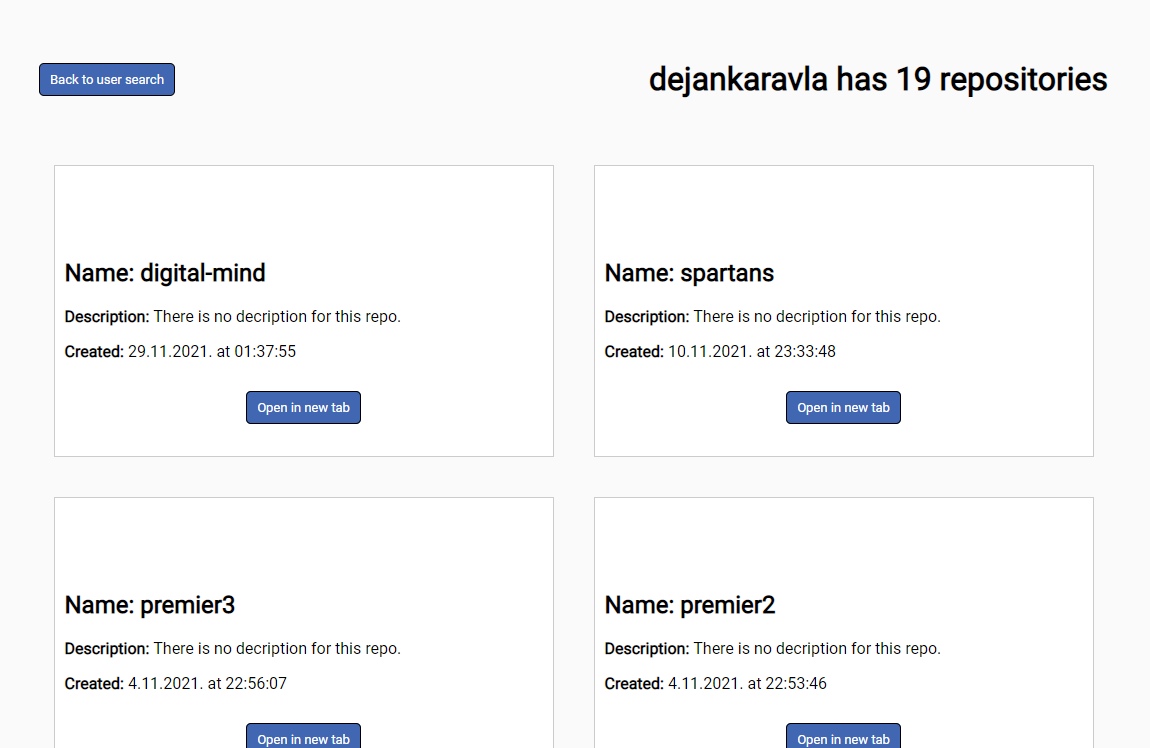 Back to user search
dejankaravla has 19 repositories
Name: digital-mind
Description: There is no decription for this repo.
Created: 29.11.2021. at 01:37:55
Open in new tab
Name: spartans
Description: There is no decription for this repo.
Created: 10.11.2021. at 23:33:48
Open in new tab
Name: premier3
Description: There is no decription for this repo.
Created: 4.11.2021. at 22:56:07
Open in new tab
Name: premier2
Description: There is no decription for this repo.
Created: 4.11.2021. at 22:53:46
Open in new tab